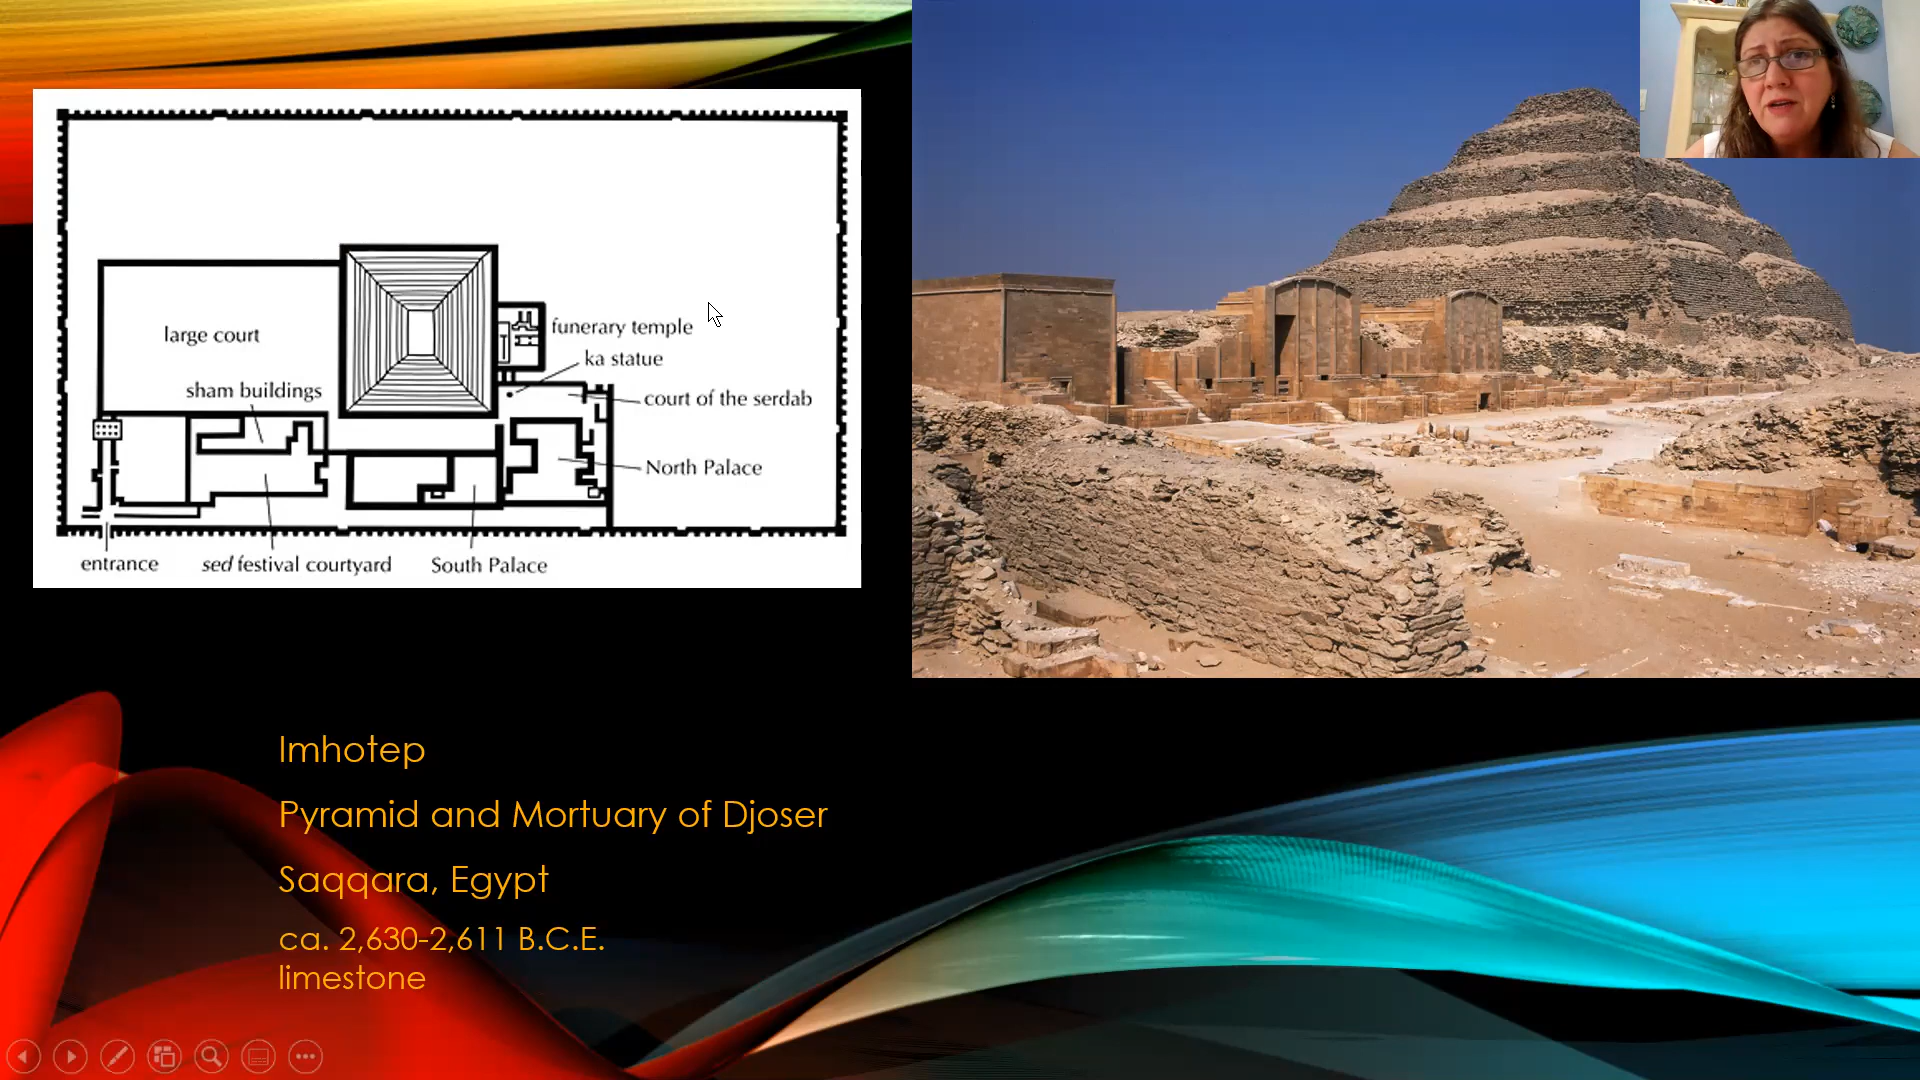 large court
funerary temple
ka statue
sham buildings
court of the serdab
North Palace
entrance
sed festival courtyard
South Palace
Imhotep
Pyramid and Mortuary of Djoser
Saqqara, Egypt
ca. 2,630-2,611 B.C.E.
limestone